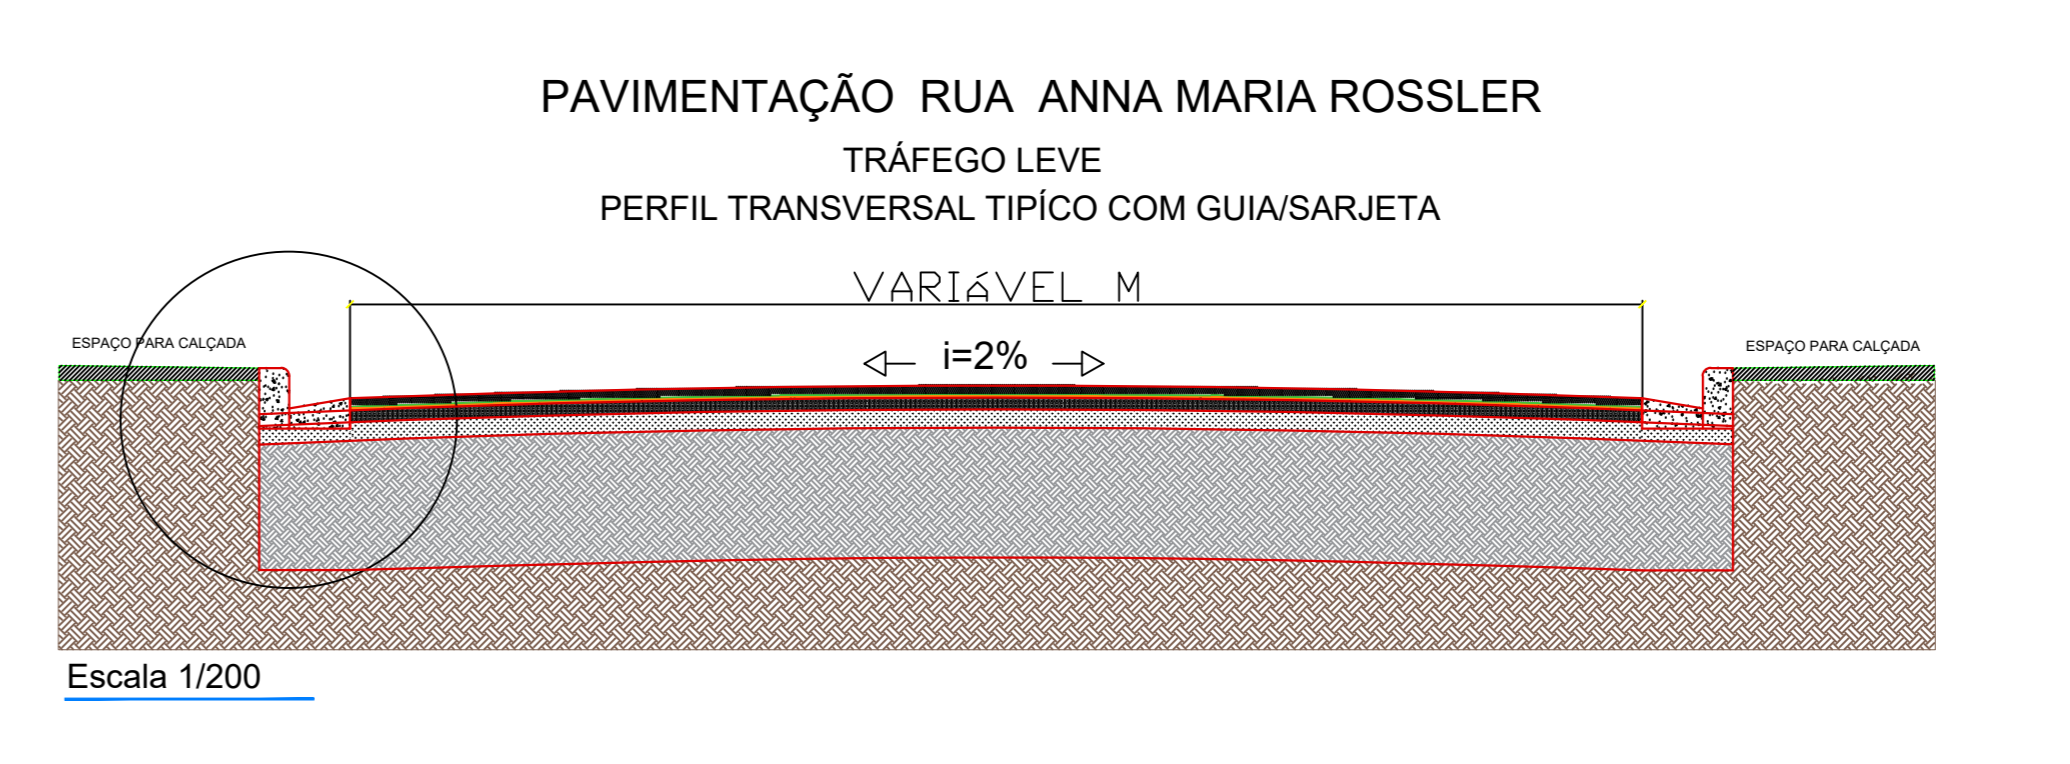 PAVIMENTAÇÃO RUA ANNA MARIA ROSSLER
TRÁFEGO LEVE
PERFIL TRANSVERSAL TIPÍCO COM GUIA/SARJETA
VARIáVEL M
ESPAÇO PARA CALÇADA
i=2%
ESPAÇO PARA CALÇADA
Escala 1/200